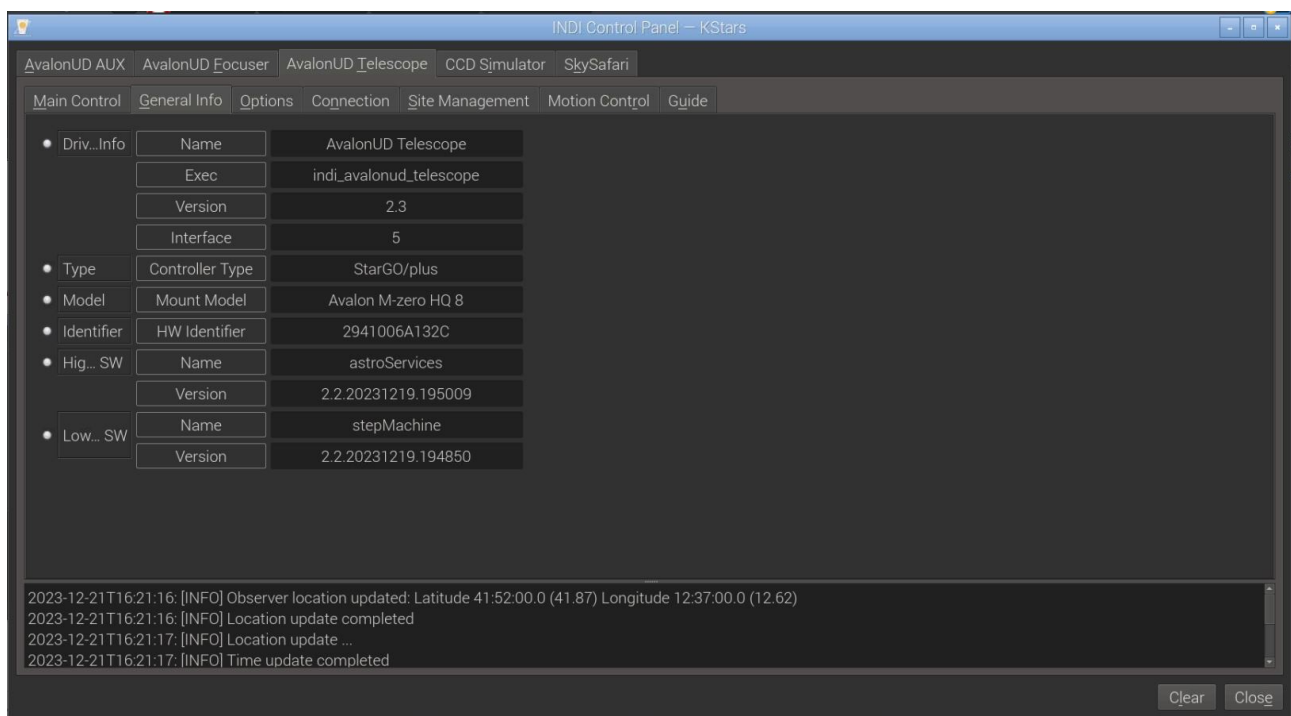 INDI Control Panel — KStars
AvalonUD AUX AvalonUD Focuser AvalonUD Telescope CCD Simulator SkySafari
Main Control General Info Options Connection Site Management Motion Control Guide
Driv...Info Name AvalonUD Telescope
Exec indi_avalonud_telescope
Version 2.3
Interface 5
Type Controller Type StarGO/plus
Model Mount Model Avalon M-zero HQ 8
Identifier HW Identifier 2941006A132C
Hig... SW Name astroServices
Version 2.2.20231219.195009
Low... SW Name stepMachine
Version 2.2.20231219.194850
2023-12-21T16:21:16: [INFO] Observer location updated: Latitude 41:52:00.0 (41.87) Longitude 12:37:00.0 (12.62)
2023-12-21T16:21:16: [INFO] Location update completed
2023-12-21T16:21:17: [INFO] Location update ...
2023-12-21T16:21:17: [INFO] Time update completed
Clear Close